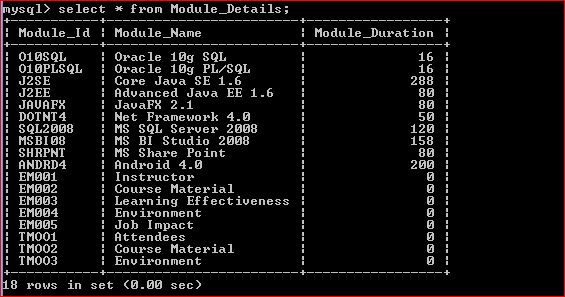 mysql> select * from Module_Details;
+-----------+------------------------+-----------------+
| Module_Id | Module_Name            | Module_Duration |
+-----------+------------------------+-----------------+
| O10SQL    | Oracle 10g SQL         |              16 |
| O10PLSQL  | Oracle 10g PL/SQL      |              16 |
| J2SE      | Core Java SE 1.6       |             288 |
| J2EE      | Advanced Java EE 1.6   |              80 |
| JAVAFX    | JavaFX 2.1             |              80 |
| DOTNT4    | Net Framework 4.0      |              50 |
| SQL2008   | MS SQL Server 2008     |             120 |
| MSBI08    | MS BI Studio 2008      |             158 |
| SHRPNT    | MS Share Point         |              80 |
| ANDRD4    | Android 4.0            |             200 |
| EM001     | Instructor             |               0 |
| EM002     | Course Material        |               0 |
| EM003     | Learning Effectiveness |               0 |
| EM004     | Environment            |               0 |
| EM005     | Job Impact             |               0 |
| TM001     | Attendees              |               0 |
| TM002     | Course Material        |               0 |
| TM003     | Environment            |               0 |
+-----------+------------------------+-----------------+
18 rows in set (0.00 sec)